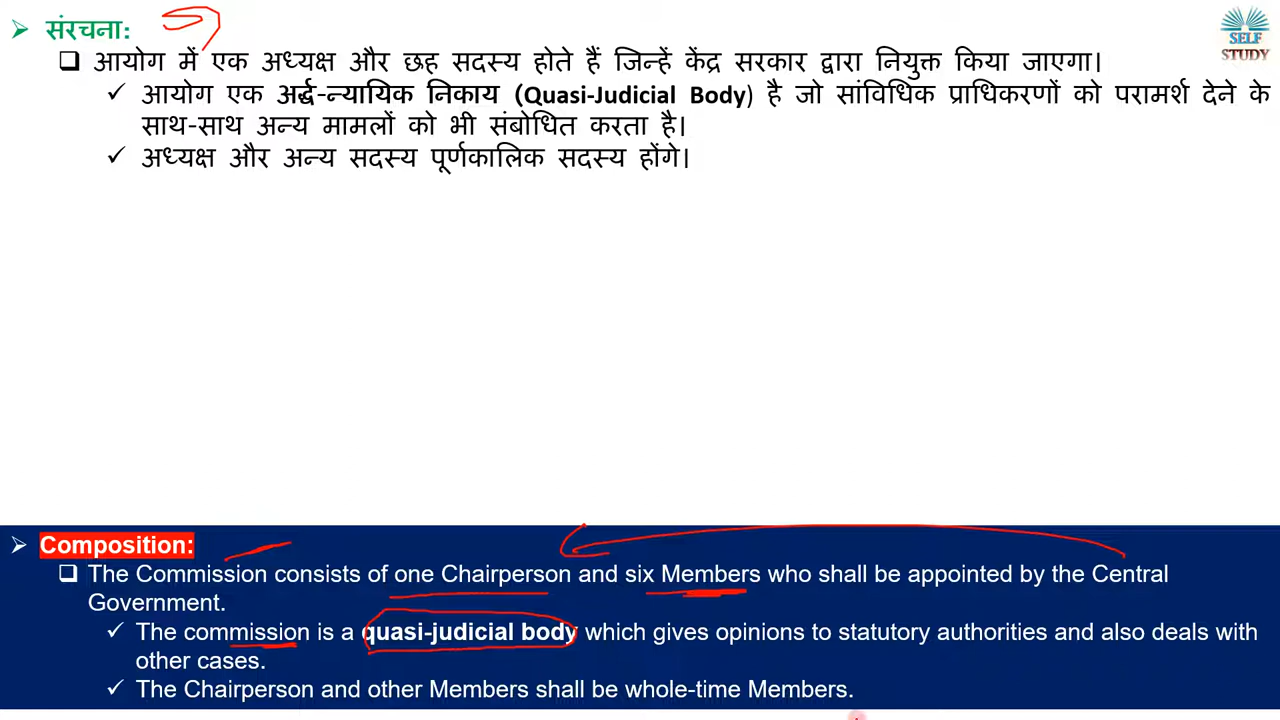 संरचना:
SELF
STUDY
आयोग में एक अध्यक्ष और छह सदस्य होते हैं जिन्हें केंद्र सरकार द्वारा नियुक्त किया जाएगा।
आयोग एक अर्द्ध-न्यायिक निकाय (Quasi-Judicial Body) है जो सांविधिक प्राधिकरणों को परामर्श देने के
साथ-साथ अन्य मामलों को भी संबोधित करता है।
अध्यक्ष और अन्य सदस्य पूर्णकालिक सदस्य होंगे।
Composition:
The Commission consists of one Chairperson and six Members who shall be appointed by the Central
Government.
The commission is a quasi-judicial body which gives opinions to statutory authorities and also deals with
other cases.
The Chairperson and other Members shall be whole-time Members.